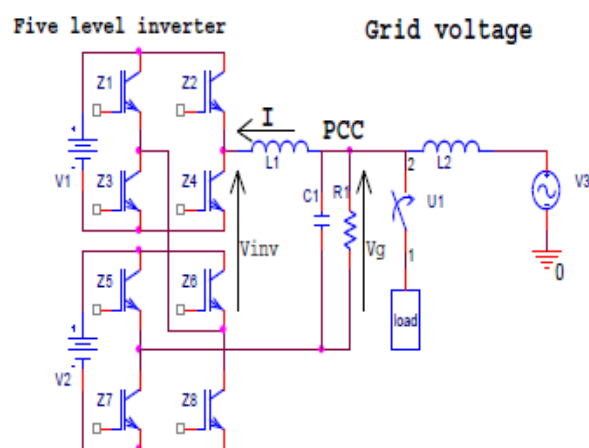 Five level inverter
Grid voltage
Z1
Z2
I
PCC
V1
Z3
Z4
L1
2
L2
V3
C1
R1
U1
Vinv
Vg
1
0
Z5
Z6
load
V2
Z7
Z8